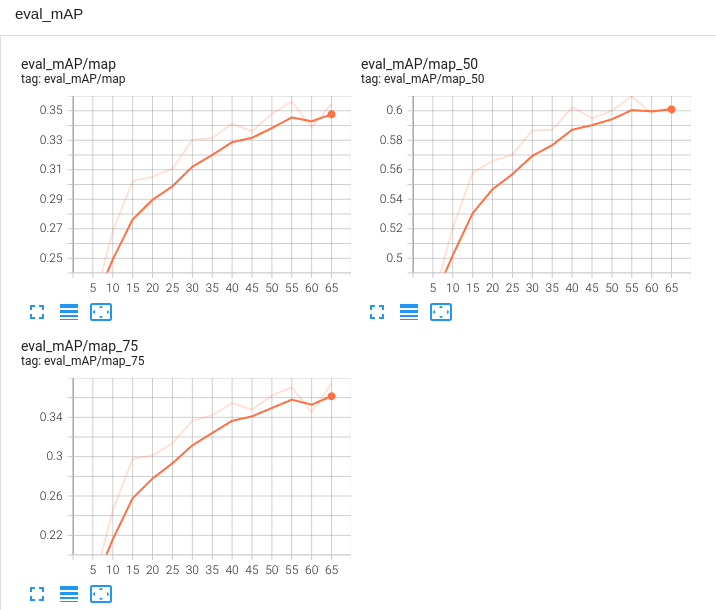 eval_mAP
eval_mAP/map
tag: eval_mAP/map
0.35
0.33
0.31
0.29
0.27
0.25
5 10 15 20 25 30 35 40 45 50 55 60 65
eval_mAP/map_50
tag: eval_mAP/map_50
0.6
0.58
0.56
0.54
0.52
0.5
5 10 15 20 25 30 35 40 45 50 55 60 65
eval_mAP/map_75
tag: eval_mAP/map_75
0.34
0.3
0.26
0.22
5 10 15 20 25 30 35 40 45 50 55 60 65